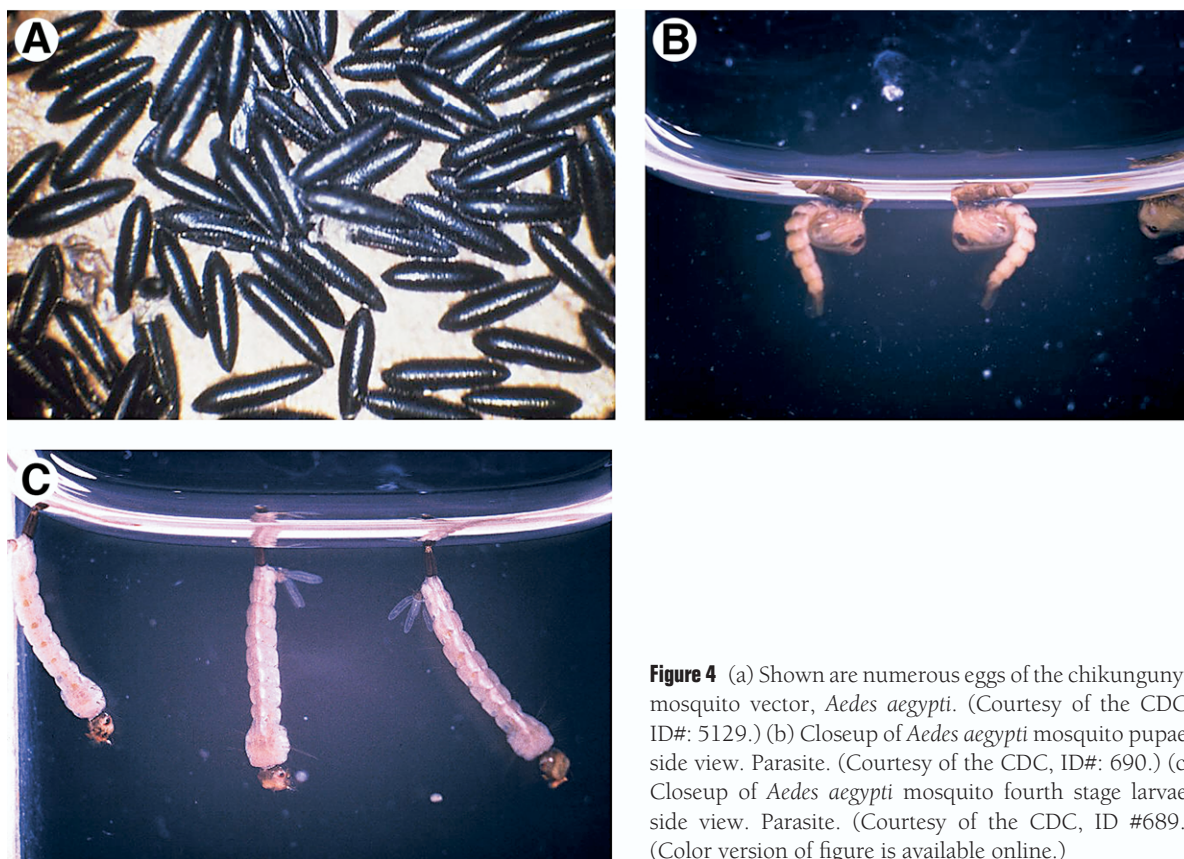 A
B
C
Figure 4 (a) Shown are numerous eggs of the chikunguny
mosquito vector, Aedes aegypti. (Courtesy of the CDC
ID#: 5129.) (b) Closeup of Aedes aegypti mosquito pupae
side view. Parasite. (Courtesy of the CDC, ID#: 690.) (c
Closeup of Aedes aegypti mosquito fourth stage larvae
side view. Parasite. (Courtesy of the CDC, ID #689.
(Color version of figure is available online.)